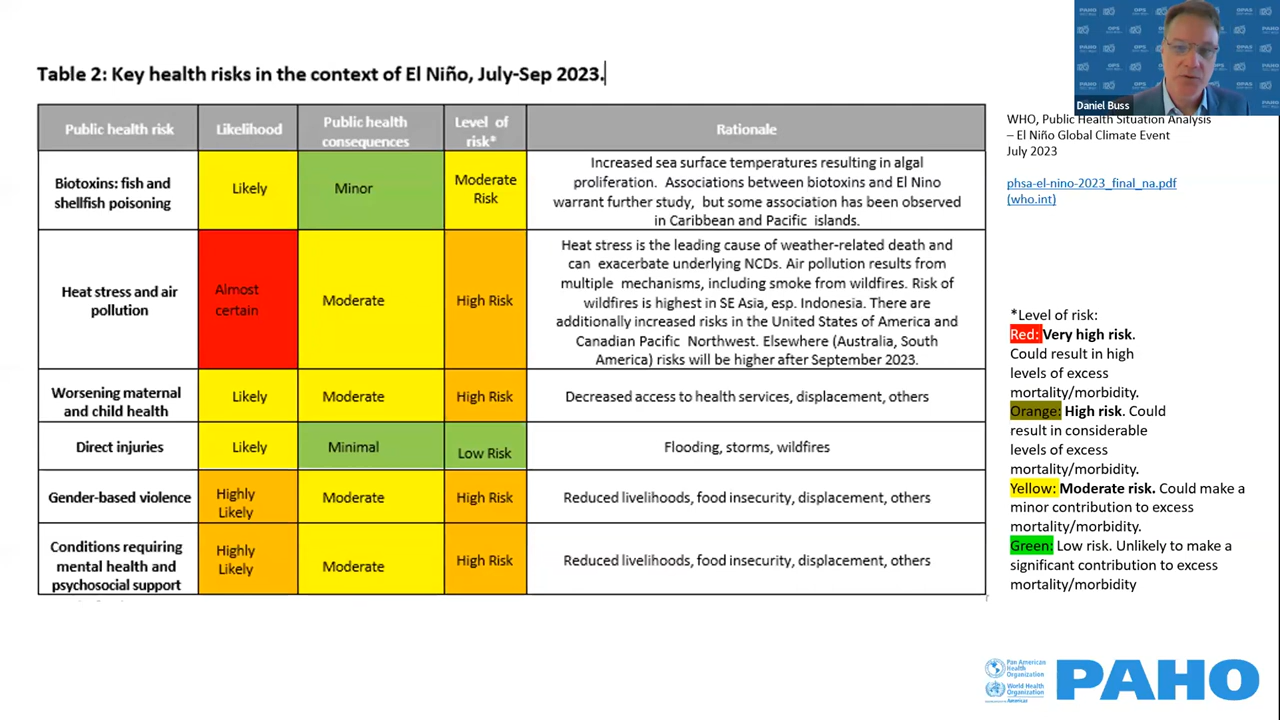 Table 2: Key health risks in the context of El Niño, July-Sep 2023.
Public health risk
Likelihood
Public health
consequences
Level of
risk*
Rationale
Biotoxins: fish and
shellfish poisoning
Likely
Minor
Moderate
Risk
Increased sea surface temperatures resulting in algal
proliferation. Associations between biotoxins and El Nino
warrant further study, but some association has been observed
in Caribbean and Pacific islands.
Heat stress and air
pollution
Almost
certain
Moderate
High Risk
Heat stress is the leading cause of weather-related death and
can exacerbate underlying NCDs. Air pollution results from
multiple mechanisms, including smoke from wildfires. Risk of
wildfires is highest in SE Asia, esp. Indonesia. There are
additionally increased risks in the United States of America and
Canadian Pacific Northwest. Elsewhere (Australia, South
America) risks will be higher after September 2023.
Worsening maternal
and child health
Likely
Moderate
High Risk
Decreased access to health services, displacement, others
Direct injuries
Likely
Minimal
Low Risk
Flooding, storms, wildfires
Gender-based violence
Highly
Likely
Moderate
High Risk
Reduced livelihoods, food insecurity, displacement, others
Conditions requiring
mental health and
psychosocial support
Highly
Likely
Moderate
High Risk
Reduced livelihoods, food insecurity, displacement, others
Daniel Buss
WHO, Public Health Situation Analysis
– El Niño Global Climate Event
July 2023
phsa-el-nino-2023_final_na.pdf
(who.int)
*Level of risk:
Red: Very high risk.
Could result in high
levels of excess
mortality/morbidity.
Orange: High risk. Could
result in considerable
levels of excess
mortality/morbidity.
Yellow: Moderate risk. Could make a
minor contribution to excess
mortality/morbidity.
Green: Low risk. Unlikely to make a
significant contribution to excess
mortality/morbidity
Pan American
Health
Organization
World Health
Organization
PAHO